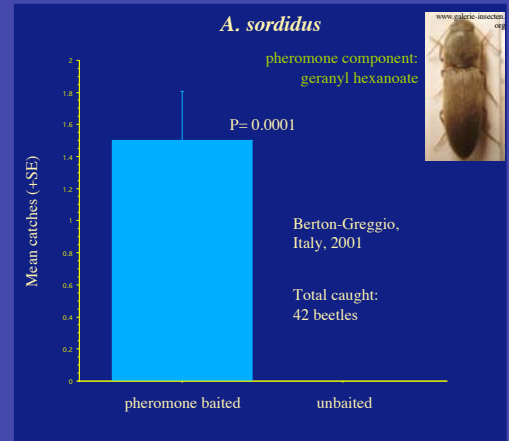 A. sordidus
www.galerie-insecten.
org
pheromone component:
geranyl hexanoate
Mean catches (+SE)
2
1.8
1.6
1.4
1.2
1
0.8
0.6
0.4
0.2
0
P= 0.0001
Berton-Greggio,
Italy, 2001
Total caught:
42 beetles
pheromone baited
unbaited